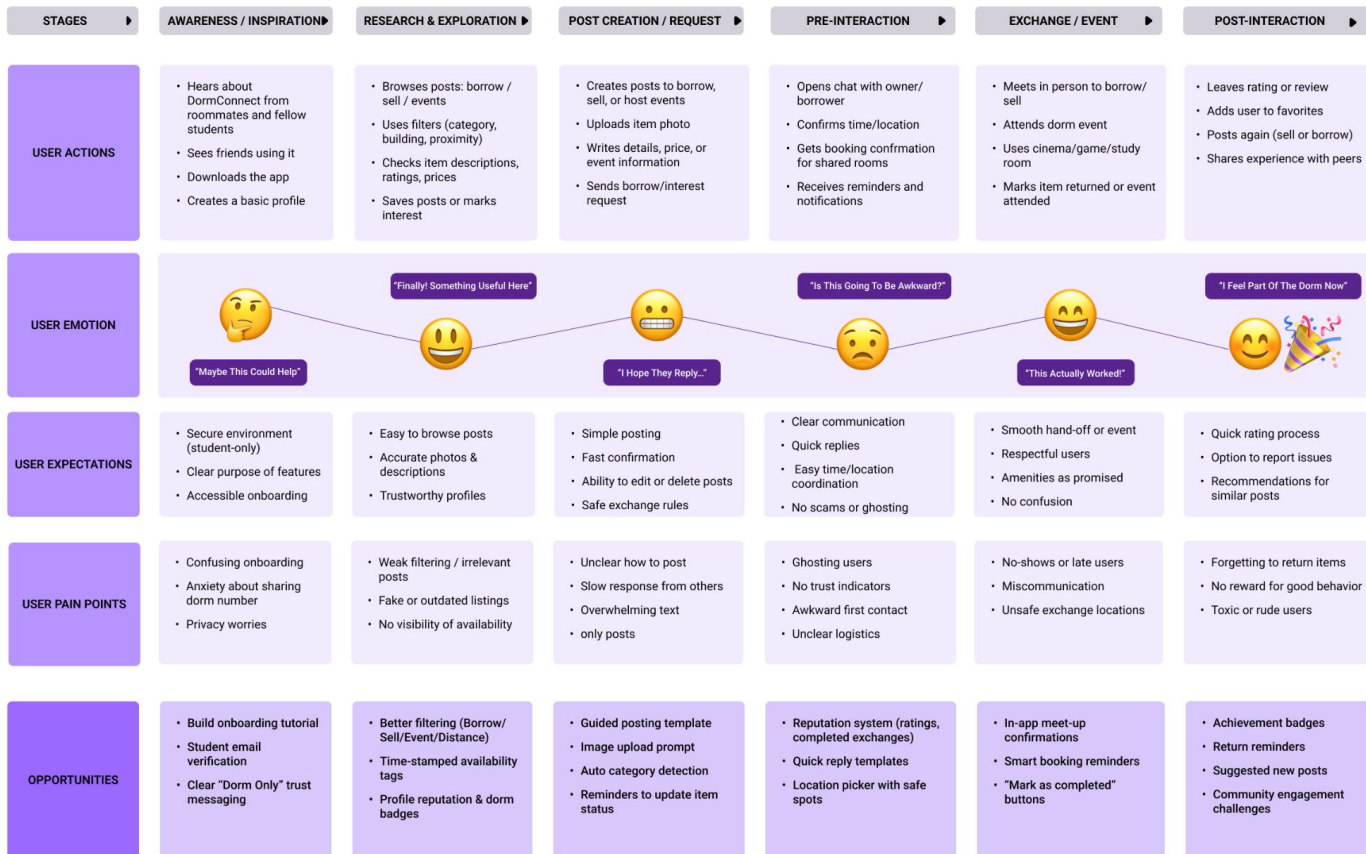 STAGES
AWARENESS / INSPIRATION
RESEARCH & EXPLORATION
POST CREATION / REQUEST
PRE-INTERACTION
EXCHANGE / EVENT
POST-INTERACTION
USER ACTIONS
• Hears about
DormConnect from
roommates and fellow
students
• Sees friends using it
• Downloads the app
• Creates a basic profile
• Browses posts: borrow /
sell / events
• Uses filters (category,
building, proximity)
• Checks item descriptions,
ratings, prices
• Saves posts or marks
interest
• Creates posts to borrow,
sell, or host events
• Uploads item photo
• Writes details, price, or
event information
• Sends borrow/interest
request
• Opens chat with owner/
borrower
• Confirms time/location
• Gets booking confrmation
for shared rooms
• Receives reminders and
notifications
• Meets in person to borrow/
sell
• Attends dorm event
• Uses cinema/game/study
room
• Marks item returned or event
attended
• Leaves rating or review
• Adds user to favorites
• Posts again (sell or borrow)
• Shares experience with peers
USER EMOTION
"Maybe This Could Help"
"Finally! Something Useful Here"
"I Hope They Reply..."
"Is This Going To Be Awkward?"
"This Actually Worked!"
"I Feel Part Of The Dorm Now"
USER EXPECTATIONS
• Secure environment
(student-only)
• Clear purpose of features
• Accessible onboarding
• Easy to browse posts
• Accurate photos &
descriptions
• Trustworthy profiles
• Simple posting
• Fast confirmation
• Ability to edit or delete posts
• Safe exchange rules
• Clear communication
• Quick replies
• Easy time/location
coordination
• No scams or ghosting
• Smooth hand-off or event
• Respectful users
• Amenities as promised
• No confusion
• Quick rating process
• Option to report issues
• Recommendations for
similar posts
USER PAIN POINTS
• Confusing onboarding
• Anxiety about sharing
dorm number
• Privacy worries
• Weak filtering / irrelevant
posts
• Fake or outdated listings
• No visibility of availability
• Unclear how to post
• Slow response from others
• Overwhelming text
• only posts
• Ghosting users
• No trust indicators
• Awkward first contact
• Unclear logistics
• No-shows or late users
• Miscommunication
• Unsafe exchange locations
• Forgetting to return items
• No reward for good behavior
• Toxic or rude users
OPPORTUNITIES
• Build onboarding tutorial
• Student email
verification
• Clear "Dorm Only" trust
messaging
• Better filtering (Borrow/
Sell/Event/Distance)
• Time-stamped availability
tags
• Profile reputation & dorm
badges
• Guided posting template
• Image upload prompt
• Auto category detection
• Reminders to update item
status
• Reputation system (ratings,
completed exchanges)
• Quick reply templates
• Location picker with safe
spots
• In-app meet-up
confirmations
• Smart booking reminders
• "Mark as completed"
buttons
• Achievement badges
• Return reminders
• Suggested new posts
• Community engagement
challenges